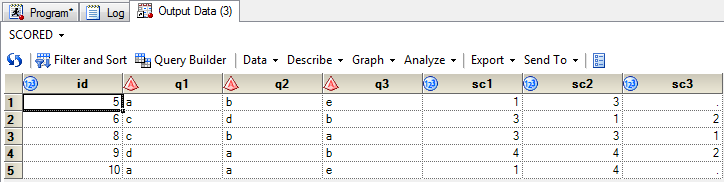 Program* Log Output Data (3)
SCORED
Filter and Sort Query Builder Data Describe Graph Analyze Export Send To
id q1 q2 q3 sc1 sc2 sc3
1 5 a b e 1 3
2 6 c d b 3 1 2
3 8 c b a 3 3 1
4 9 d a b 4 4 2
5 10 a a e 1 4 .